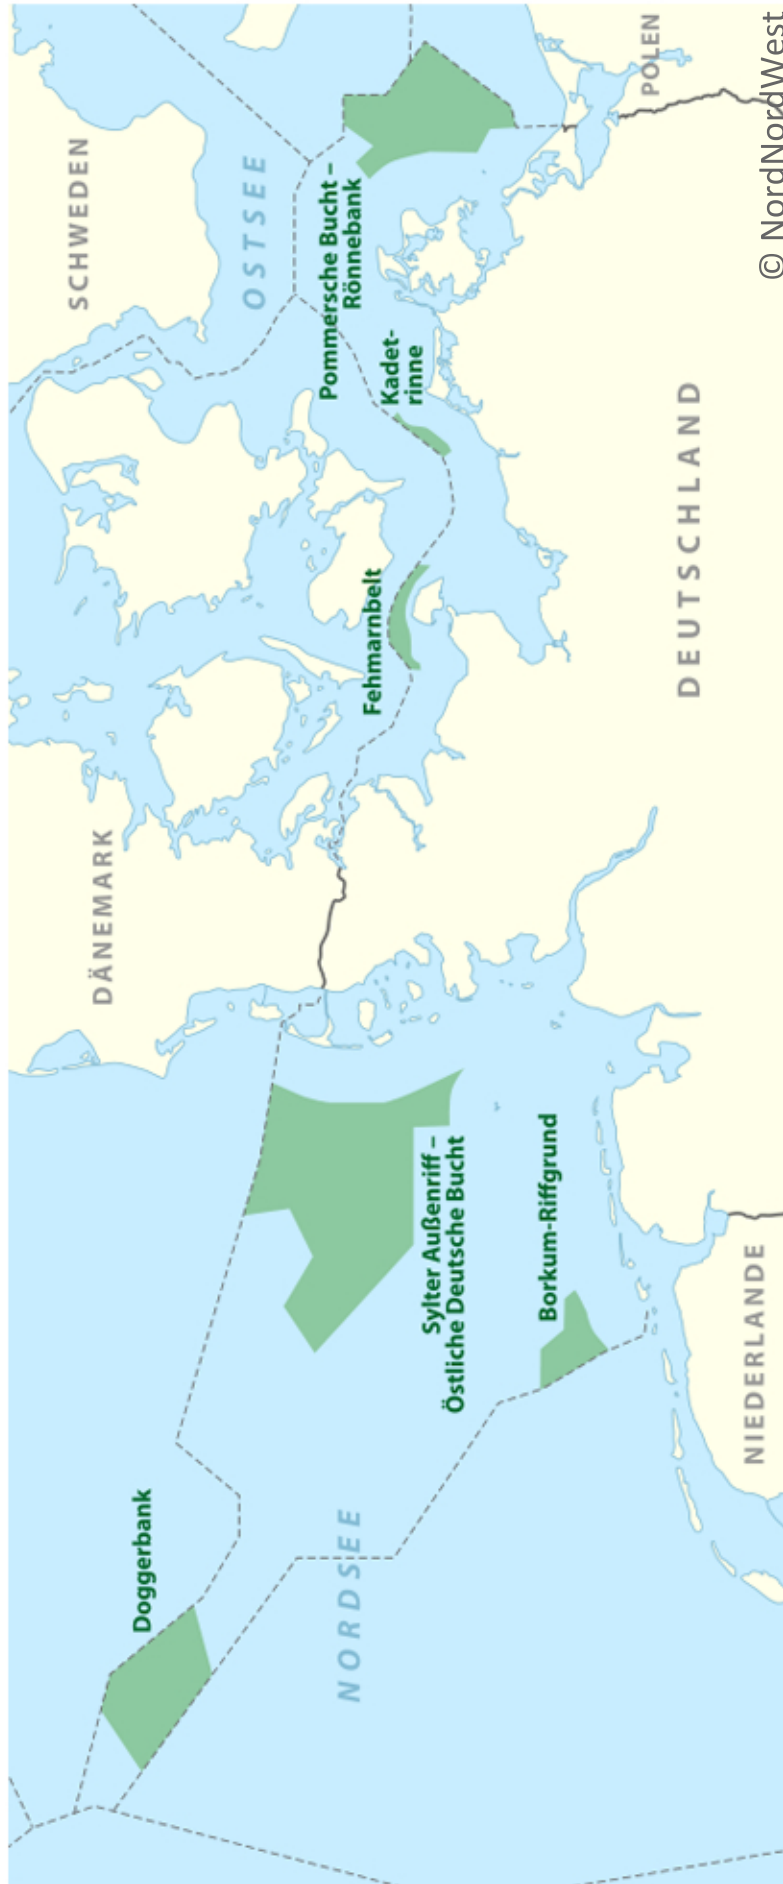 SCHWEDEN
OSTSEE
POLEN
Pommersche Bucht –
Rönnebank
Kadet-
rinne
Fehmarnbelt
DÄNEMARK
DEUTSCHLAND
Sylter Außenriff –
Östliche Deutsche Bucht
Borkum-Riffgrund
Doggerbank
NORDSEE
NIEDERLANDE
© NordNordWest